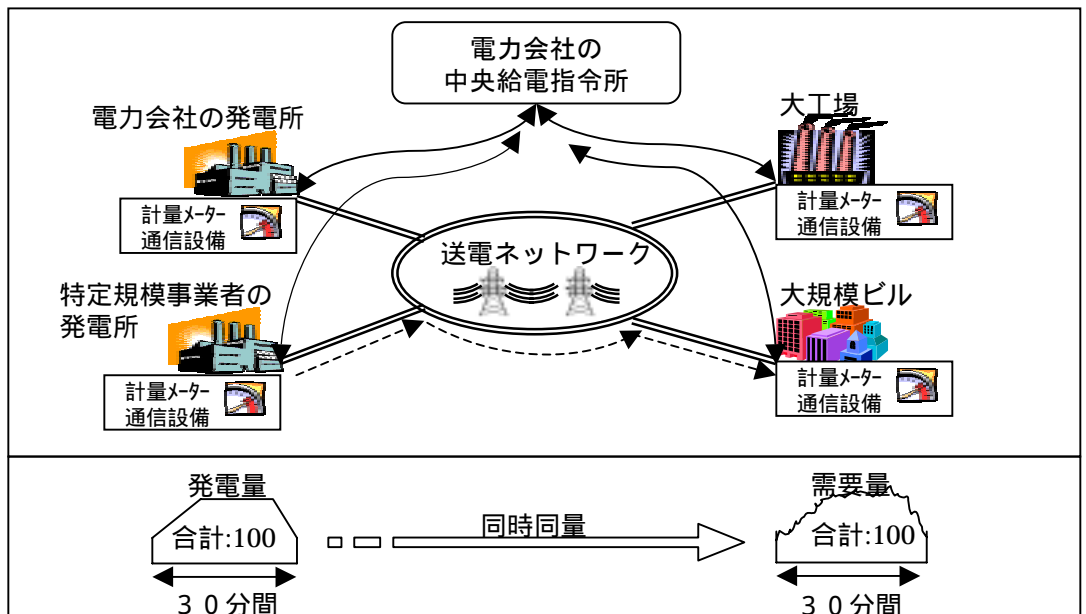 電力会社の
中央給電指令所
電力会社の発電所
大工場
計量メーター
通信設備
計量メーター
通信設備
送電ネットワーク
特定規模事業者の
発電所
大規模ビル
計量メーター
通信設備
計量メーター
通信設備
発電量
需要量
合計:100
同時同量
合計:100
30分間
30分間